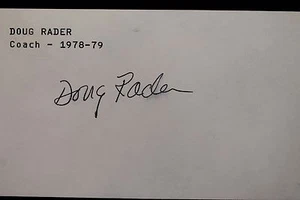 DOUG RADER
Coach - 1978-79
Doug Rader